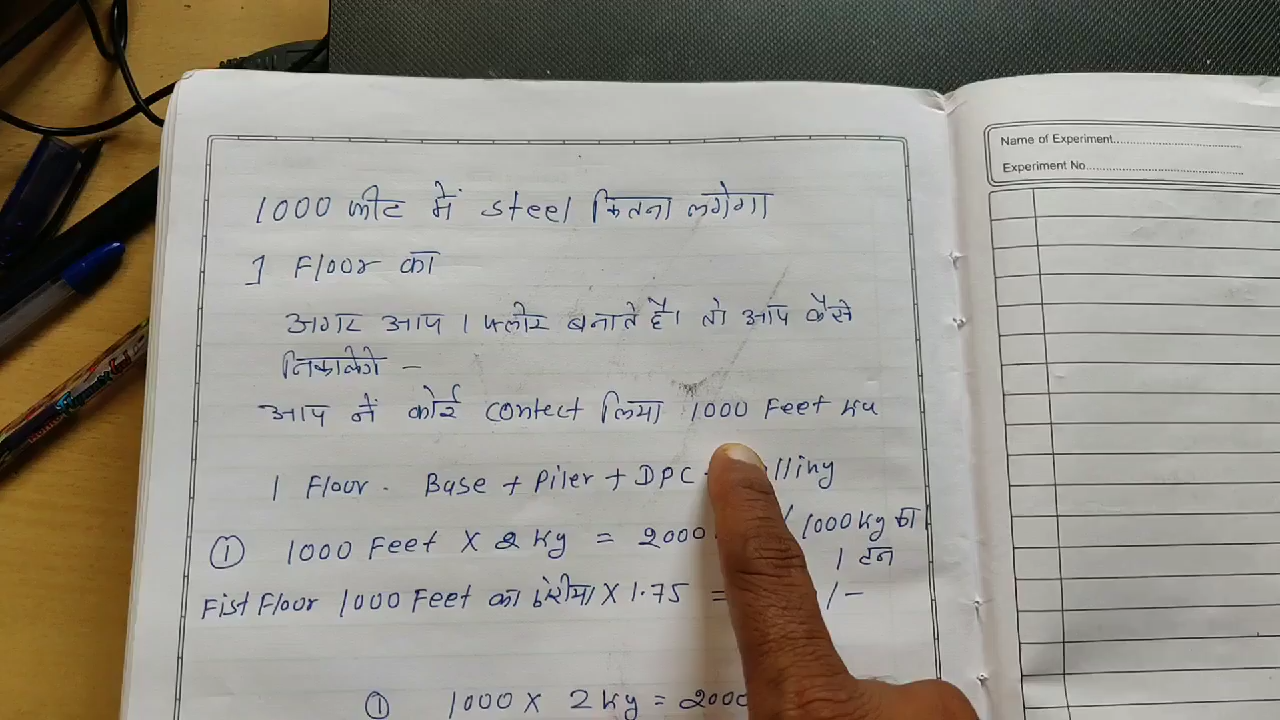 1000 फीट में steel कितना लगेगा
1 Floor का
अगर आप 1 फ्लोर बनाते है। तो आप कैसे
निकालेगे –
आप नें कोई contect लिया 1000 Feet ka
1 Floor . Base + Piler + DPC
① 1000 Feet X 2 Kg = 2000 / 1000 Kg का
1 टन
Fist Floor 1000 Feet का X 1.75 = /–
① 1000 X 2 Kg = 2000
Name of Experiment
Experiment No